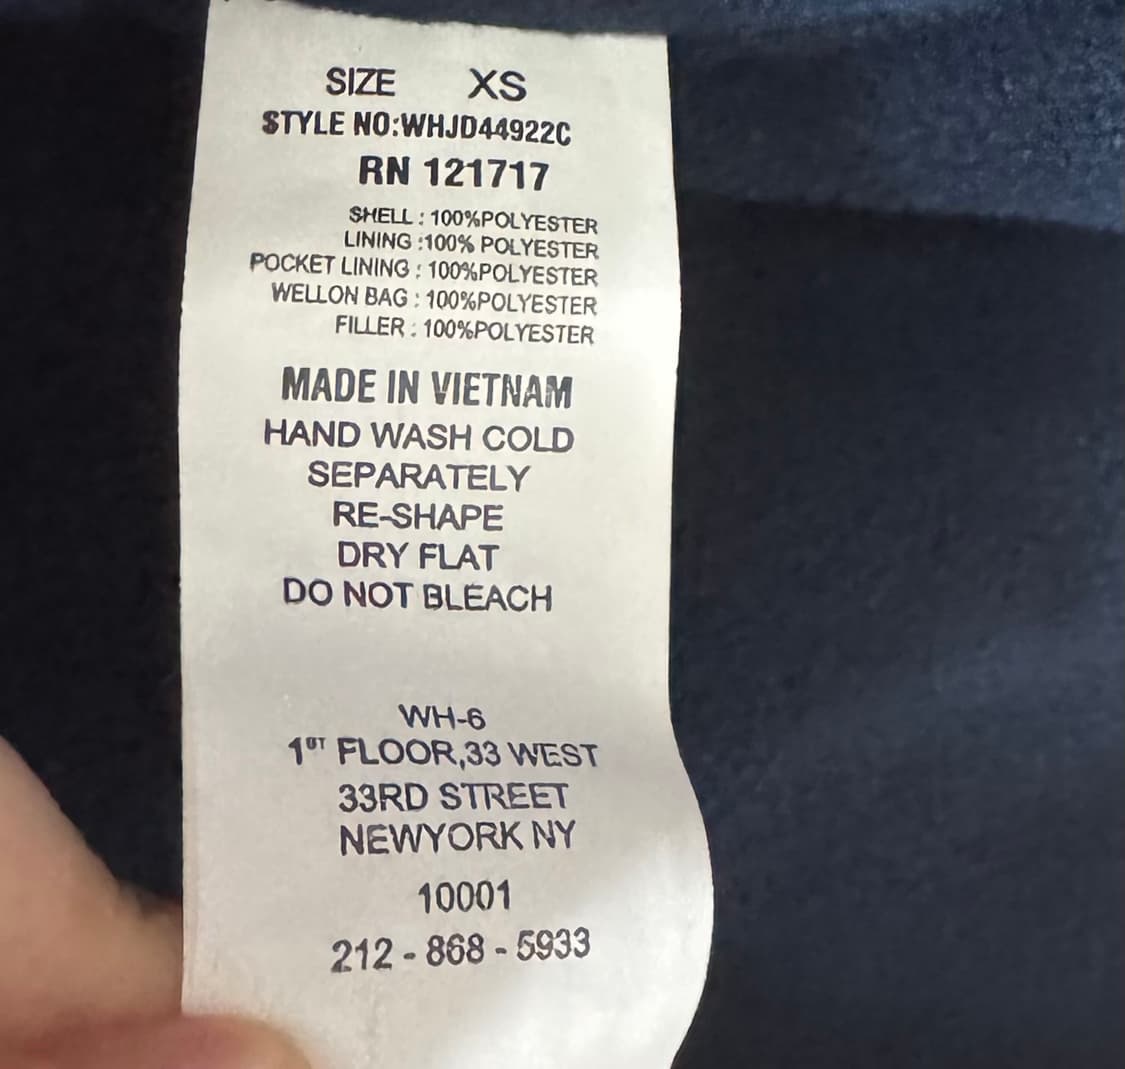 SIZE XS
STYLE NO:WHJD44922C
RN 121717
SHELL : 100%POLYESTER
LINING :100% POLYESTER
POCKET LINING : 100%POLYESTER
WELLON BAG : 100%POLYESTER
FILLER : 100%POLYESTER
MADE IN VIETNAM
HAND WASH COLD
SEPARATELY
RE-SHAPE
DRY FLAT
DO NOT BLEACH
WH-6
1ST FLOOR,33 WEST
33RD STREET
NEWYORK NY
10001
212 - 868 - 5933